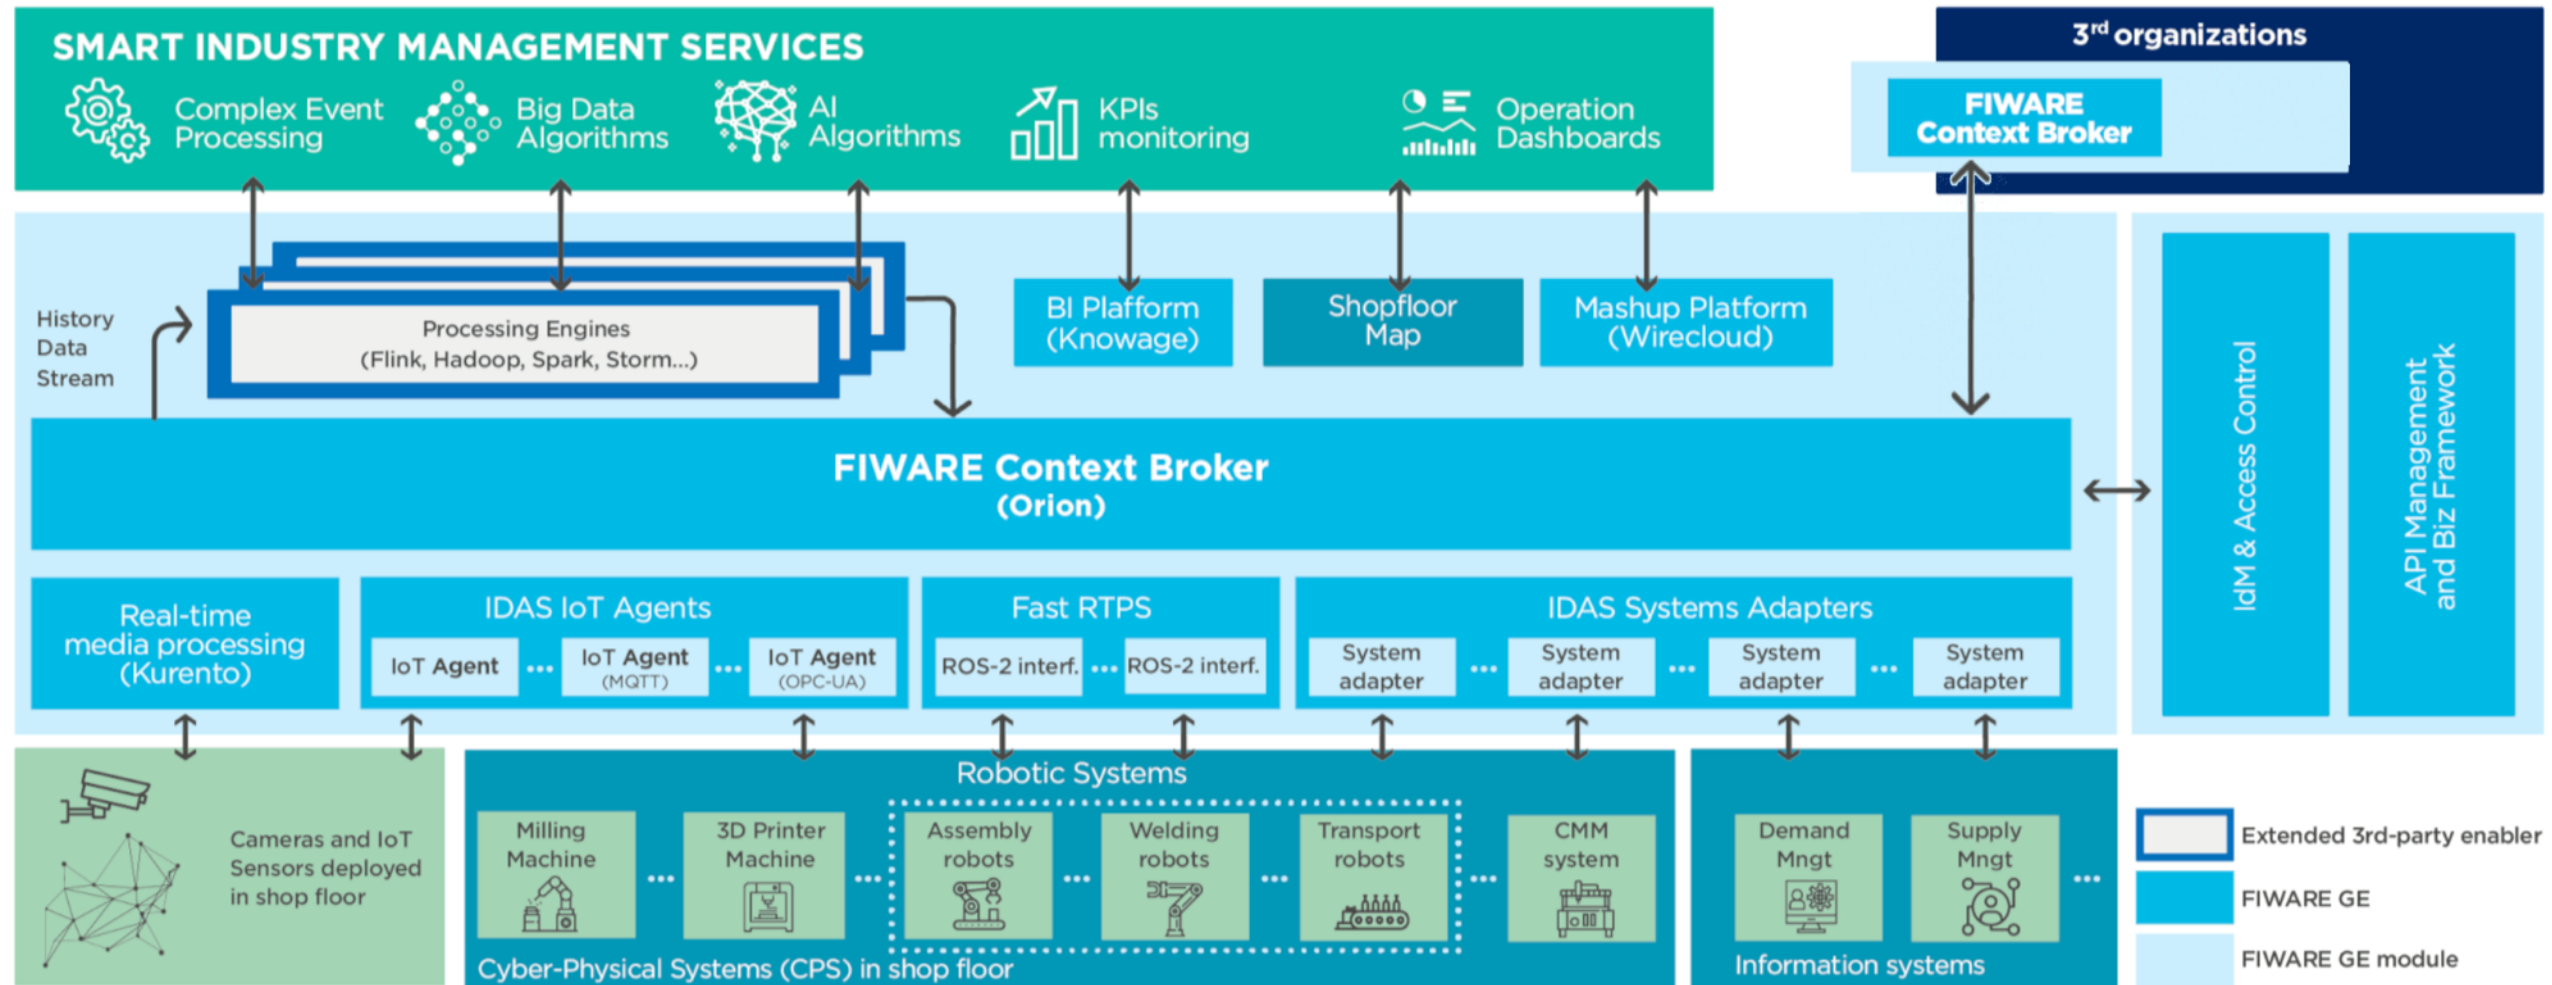 SMART INDUSTRY MANAGEMENT SERVICES
Complex Event
Processing
Big Data
Algorithms
AI
Algorithms
KPIs
monitoring
Operation
Dashboards
3rd organizations
FIWARE
Context Broker
History
Data
Stream
Processing Engines
(Flink, Hadoop, Spark, Storm...)
BI Plafform
(Knowage)
Shopfloor
Map
Mashup Platform
(Wirecloud)
FIWARE Context Broker
(Orion)
IdM & Access Control
API Management
and Biz Framework
Real-time
media processing
(Kurento)
IDAS IoT Agents
IoT Agent
...
IoT Agent
(MQTT)
...
IoT Agent
(OPC-UA)
Fast RTPS
ROS-2 interf.
...
ROS-2 interf.
IDAS Systems Adapters
System
adapter
...
System
adapter
...
System
adapter
...
System
adapter
Cameras and IoT
Sensors deployed
in shop floor
Robotic Systems
Milling
Machine
...
3D Printer
Machine
...
Assembly
robots
...
Welding
robots
...
Transport
robots
...
CMM
system
Cyber-Physical Systems (CPS) in shop floor
Demand
Mngt
Supply
Mngt
...
Information systems
Extended 3rd-party enabler
FIWARE GE
FIWARE GE module